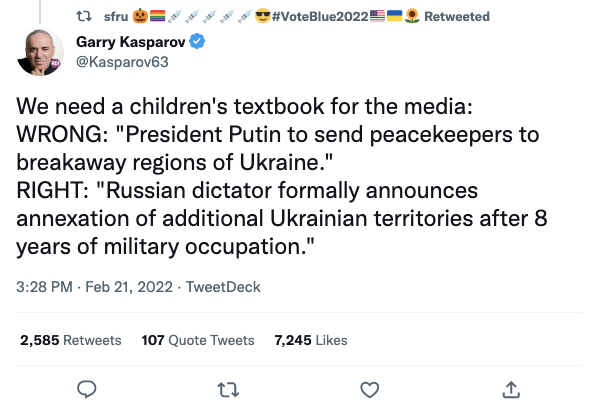 sfru 🎃🏳️‍🌈💉💉💉💉💉😎#VoteBlue2022🇺🇸🇺🇦🌻 Retweeted
Garry Kasparov
@Kasparov63
We need a children's textbook for the media:
WRONG: "President Putin to send peacekeepers to
breakaway regions of Ukraine."
RIGHT: "Russian dictator formally announces
annexation of additional Ukrainian territories after 8
years of military occupation."
3:28 PM · Feb 21, 2022 · TweetDeck
2,585 Retweets 107 Quote Tweets 7,245 Likes